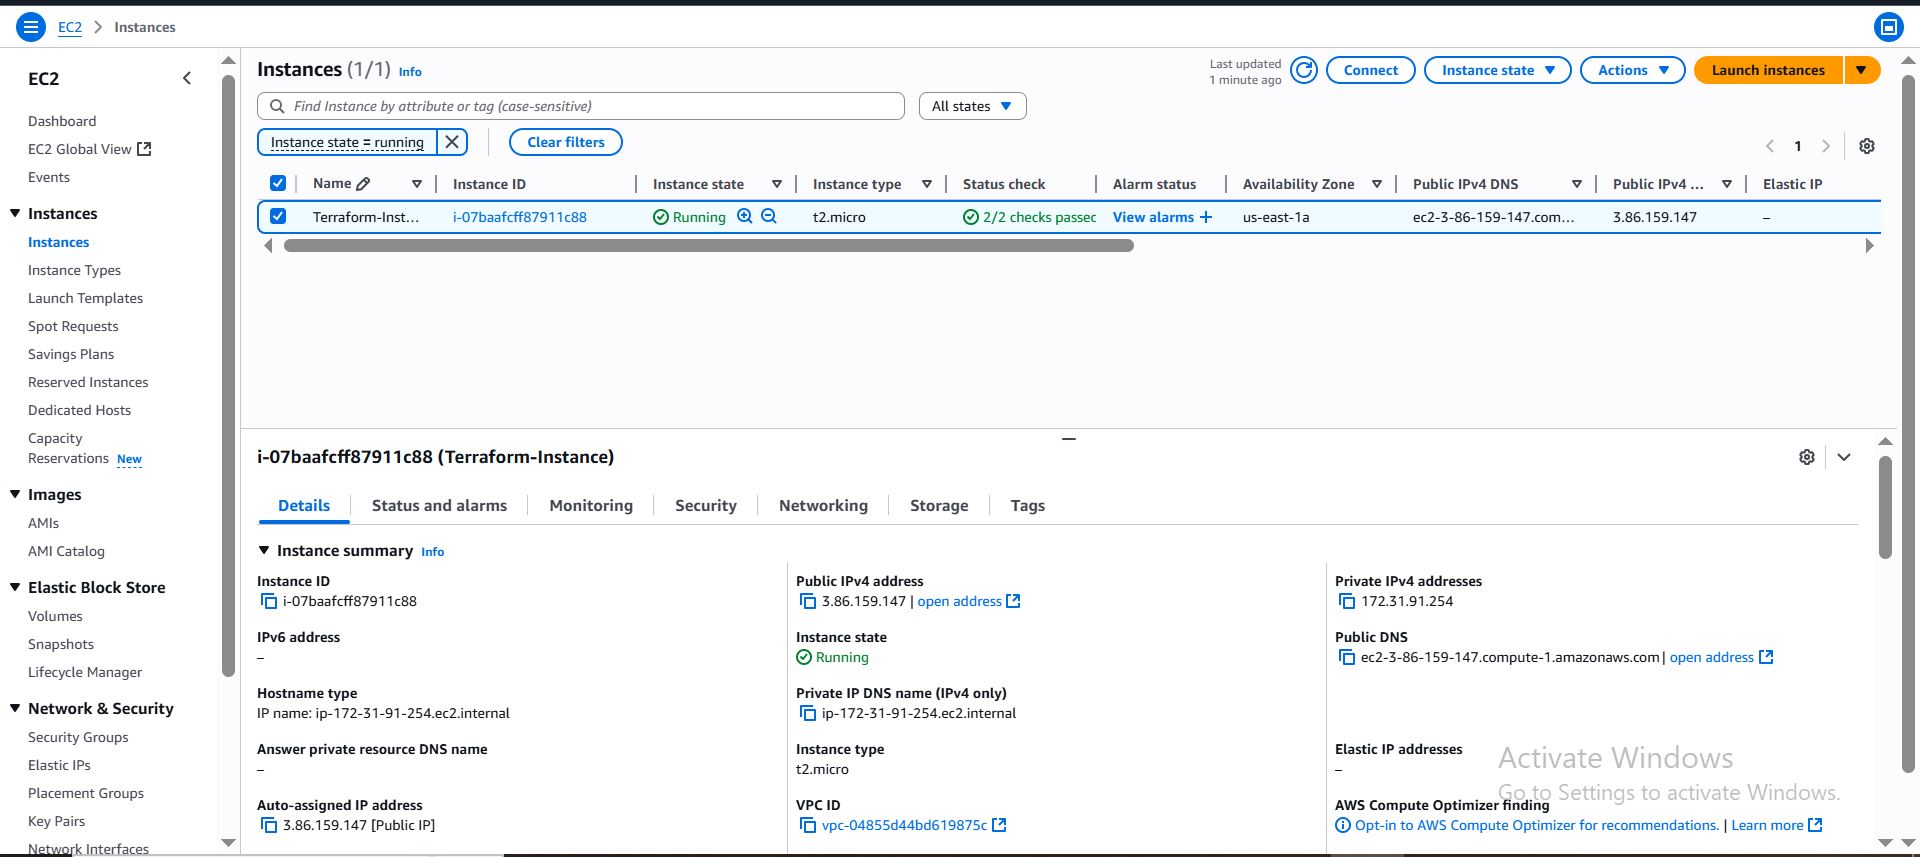 EC2 > Instances
EC2
Dashboard
EC2 Global View
Events
Instances
Instances
Instance Types
Launch Templates
Spot Requests
Savings Plans
Reserved Instances
Dedicated Hosts
Capacity
Reservations New
Images
AMIs
AMI Catalog
Elastic Block Store
Volumes
Snapshots
Lifecycle Manager
Network & Security
Security Groups
Elastic IPs
Placement Groups
Key Pairs
Network Interfaces
Instances (1/1) Info
Last updated
1 minute ago
Connect
Instance state
Actions
Launch instances
Find Instance by attribute or tag (case-sensitive)
All states
Instance state = running
Clear filters
1
Name Instance ID Instance state Instance type Status check Alarm status Availability Zone Public IPv4 DNS Public IPv4 ... Elastic IP
Terraform-Inst... i-07baafcff87911c88 Running t2.micro 2/2 checks passec View alarms + us-east-1a ec2-3-86-159-147.com... 3.86.159.147 –
i-07baafcff87911c88 (Terraform-Instance)
Details Status and alarms Monitoring Security Networking Storage Tags
Instance summary Info
Instance ID
i-07baafcff87911c88
Public IPv4 address
3.86.159.147 | open address
Private IPv4 addresses
172.31.91.254
IPv6 address
–
Instance state
Running
Public DNS
ec2-3-86-159-147.compute-1.amazonaws.com | open address
Hostname type
IP name: ip-172-31-91-254.ec2.internal
Private IP DNS name (IPv4 only)
ip-172-31-91-254.ec2.internal
Answer private resource DNS name
–
Instance type
t2.micro
Elastic IP addresses
–
Auto-assigned IP address
3.86.159.147 [Public IP]
VPC ID
vpc-04855d44bd619875c
AWS Compute Optimizer finding
Opt-in to AWS Compute Optimizer for recommendations. | Learn more
Activate Windows
Go to Settings to activate Windows.